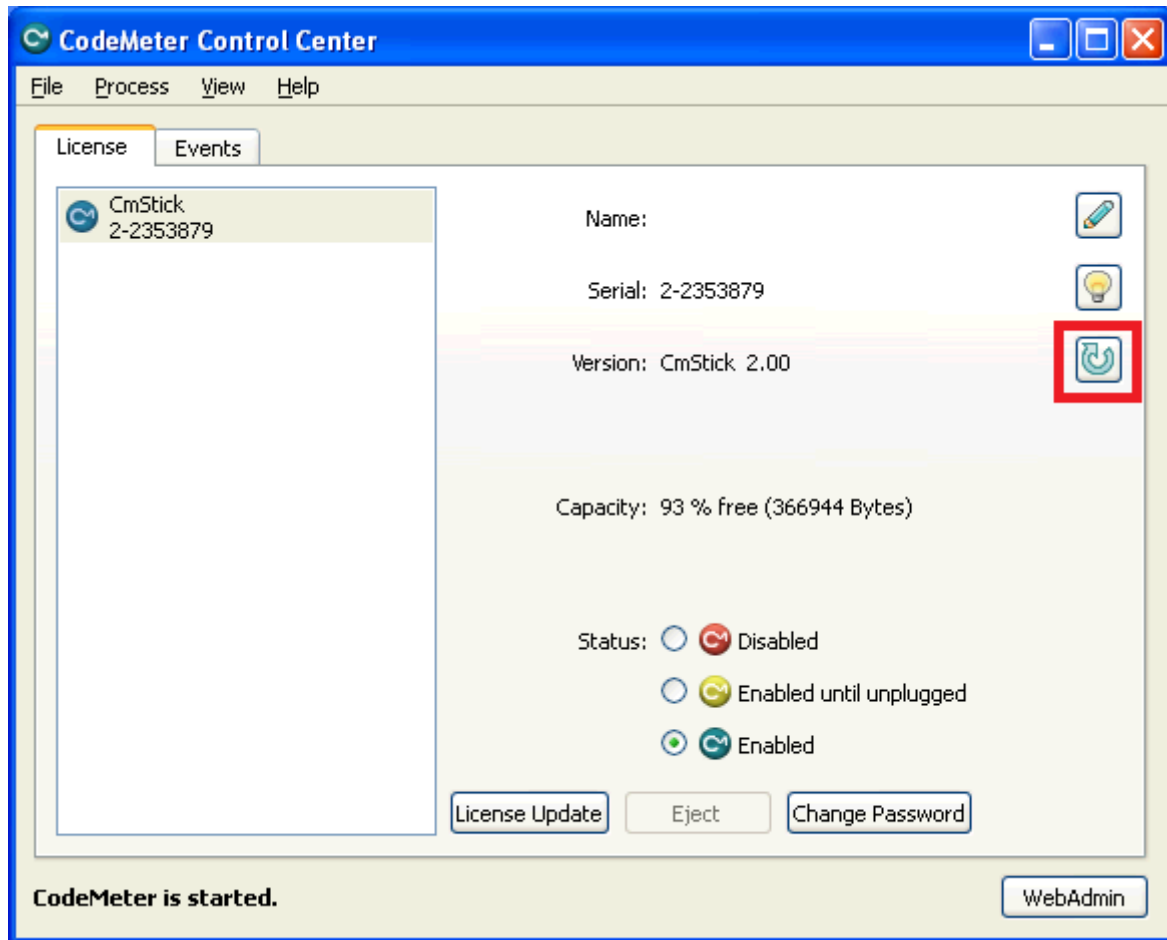 CodeMeter Control Center
File Process View Help
License Events
CmStick
2-2353879
Name:
Serial: 2-2353879
Version: CmStick 2.00
Capacity: 93 % free (366944 Bytes)
Status: Disabled
Enabled until unplugged
Enabled
License Update Eject Change Password
CodeMeter is started. WebAdmin